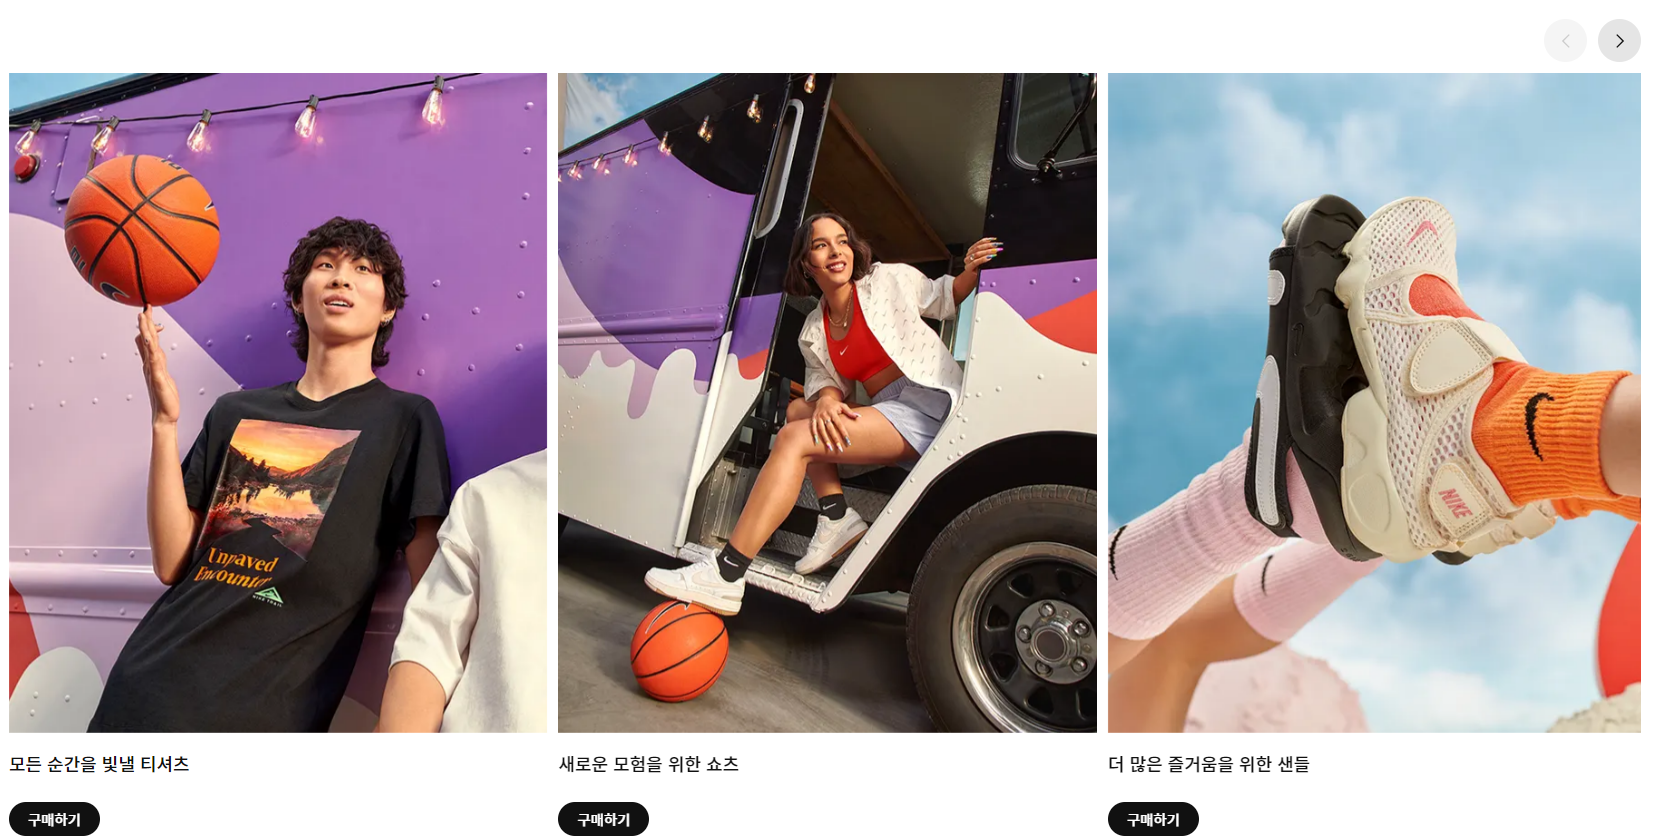 Unpaved
Encounter
NIKE TRAIL
NIKE
모든 순간을 빛낼 티셔츠
새로운 모험을 위한 쇼츠
더 많은 즐거움을 위한 샌들
구매하기
구매하기
구매하기